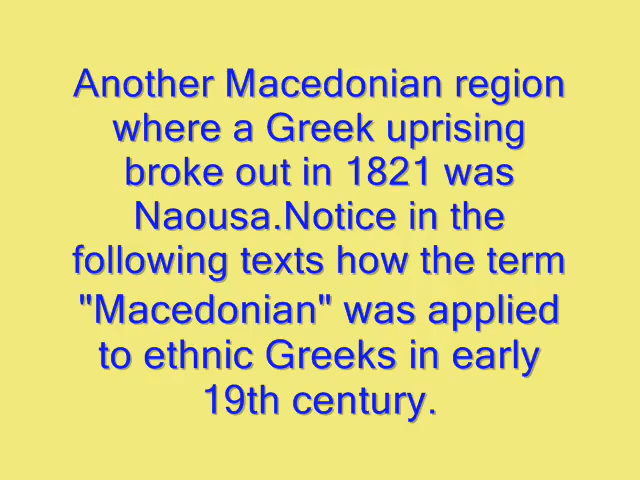 Another Macedonian region
where a Greek uprising
broke out in 1821 was
Naousa.Notice in the
following texts how the term
"Macedonian" was applied
to ethnic Greeks in early
19th century.